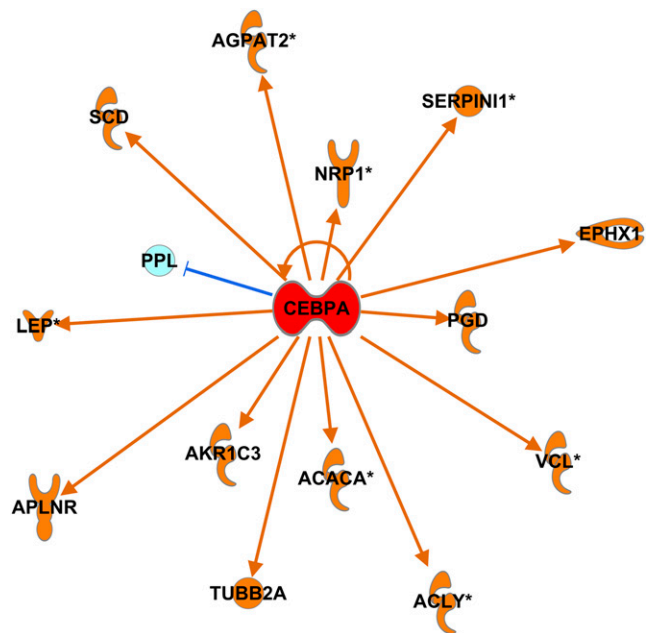 AGPAT2*
SERPINI1*
SCD
NRP1*
EPHX1
PPL
CEBPA
LEP*
PGD
AKR1C3
VCL*
ACACA*
APLNR
TUBB2A
ACLY*